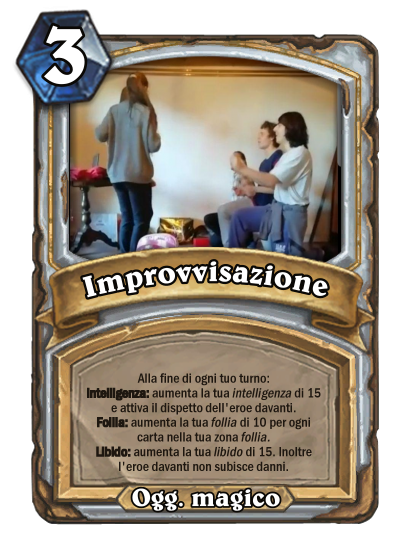 3
Improvvisazione
Alla fine di ogni tuo turno:
Intelligenza: aumenta la tua intelligenza di 15
e attiva il dispetto dell'eroe davanti.
Follia: aumenta la tua follia di 10 per ogni
carta nella tua zona follia.
Libido: aumenta la tua libido di 15. Inoltre
l'eroe davanti non subisce danni.
Ogg. magico